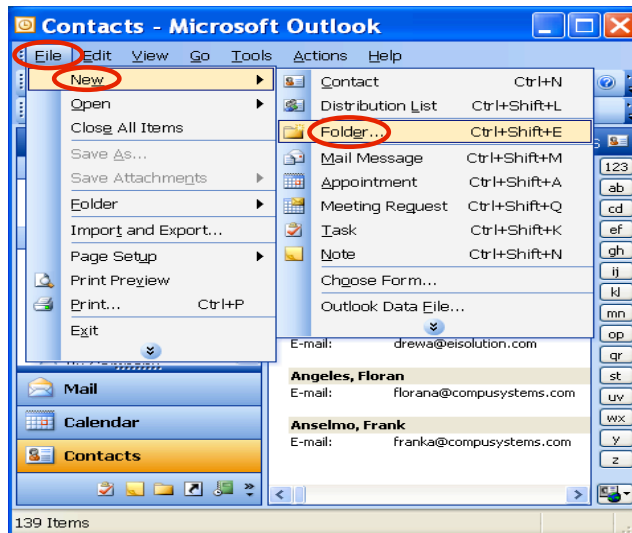 Contacts - Microsoft Outlook
File Edit View Go Tools Actions Help
New
Open
Close All Items
Save As...
Save Attachments
Folder
Import and Export...
Page Setup
Print Preview
Print... Ctrl+P
Exit
Contact Ctrl+N
Distribution List Ctrl+Shift+L
Folder... Ctrl+Shift+E
Mail Message Ctrl+Shift+M
Appointment Ctrl+Shift+A
Meeting Request Ctrl+Shift+Q
Task Ctrl+Shift+K
Note Ctrl+Shift+N
Choose Form...
Outlook Data File...
E-mail: drewa@eisolution.com
Angeles, Floran
E-mail: florana@compusystems.com
Anselmo, Frank
E-mail: franka@compusystems.com
123
ab
cd
ef
gh
ij
kl
mn
op
qr
st
uv
wx
y
z
Mail
Calendar
Contacts
139 Items